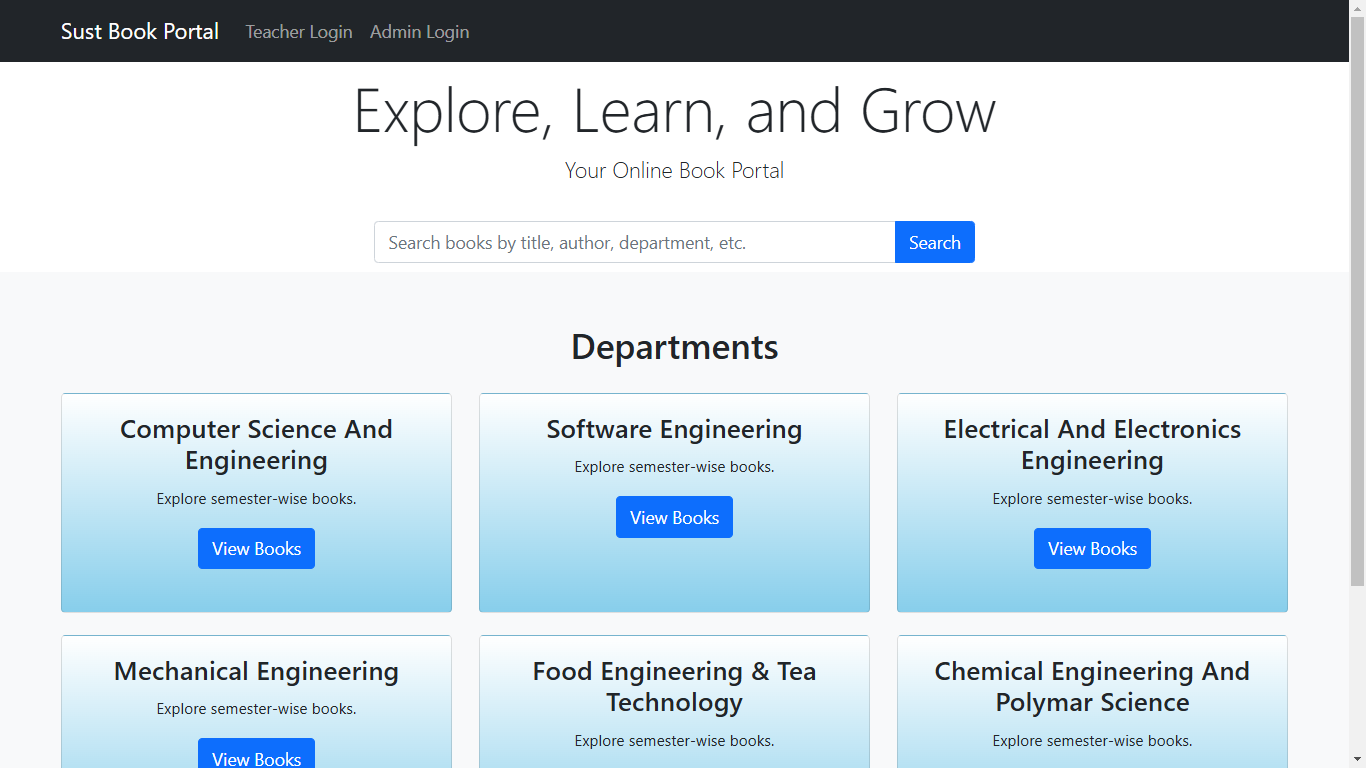 Sust Book Portal Teacher Login Admin Login
Explore, Learn, and Grow
Your Online Book Portal
Search books by title, author, department, etc. Search
Departments
Computer Science And
Engineering
Explore semester-wise books.
View Books
Software Engineering
Explore semester-wise books.
View Books
Electrical And Electronics
Engineering
Explore semester-wise books.
View Books
Mechanical Engineering
Explore semester-wise books.
View Books
Food Engineering & Tea
Technology
Explore semester-wise books.
Chemical Engineering And
Polymar Science
Explore semester-wise books.